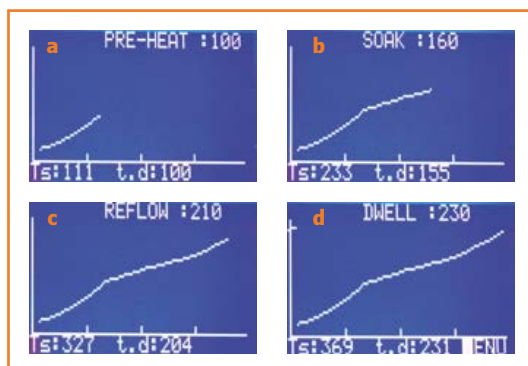 a
PRE-HEAT :100
Ts:111 t.d:100
b
SOAK :160
Ts:233 t.d:155
c
REFLOW :210
Ts:327 t.d:204
d
DWELL :230
Ts:369 t.d:231 MENU